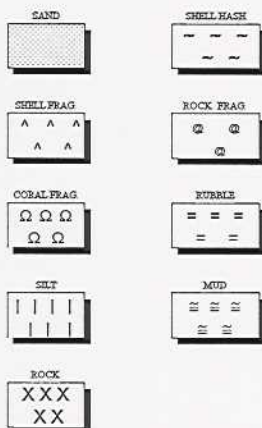 SAND
SHELL HASH
~ ~ ~
~ ~
SHELL FRAG
^ ^ ^
^ ^
ROCK FRAG
@ @
@
CORAL FRAG.
Ω Ω Ω
Ω Ω
RUBBLE
= = =
= =
SILT
| | | |
| | | |
MUD
≅ ≅ ≅
≅ ≅
ROCK
X X X
X X